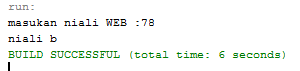 run:
masukan niali WEB :78
niali b
BUILD SUCCESSFUL (total time: 6 seconds)